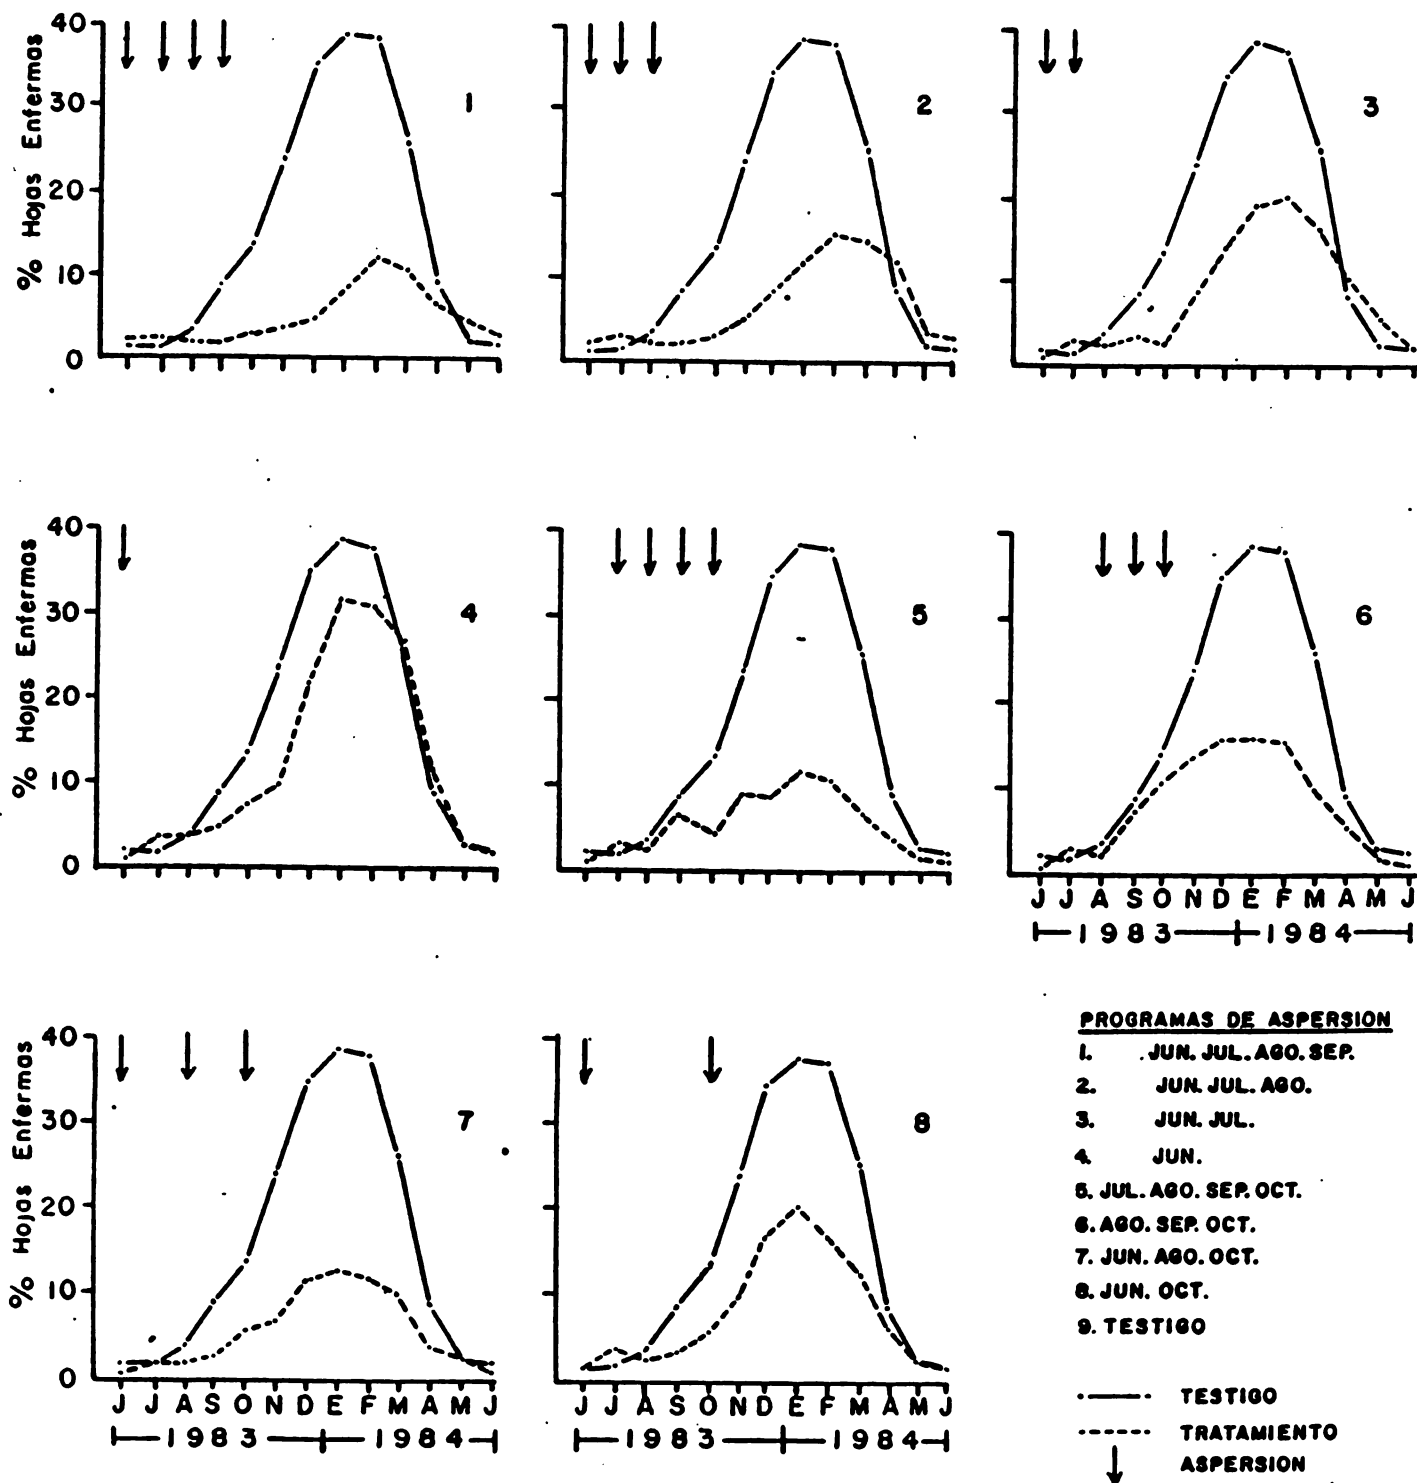 40
30
20
10
0
% Hojas Enfermas
1
2
3
40
30
20
10
0
% Hojas Enfermas
4
5
6
J J A S O N D E F M A M J
1983 1984
40
30
20
10
0
% Hojas Enfermas
7
8
J J A S O N D E F M A M J
1983 1984
J J A S O N D E F M A M J
1983 1984
PROGRAMAS DE ASPERSION
1. JUN. JUL. AGO. SEP.
2. JUN. JUL. AGO.
3. JUN. JUL.
4. JUN.
5. JUL. AGO. SEP. OCT.
6. AGO. SEP. OCT.
7. JUN. AGO. OCT.
8. JUN. OCT.
9. TESTIGO
TESTIGO
TRATAMIENTO
ASPERSION